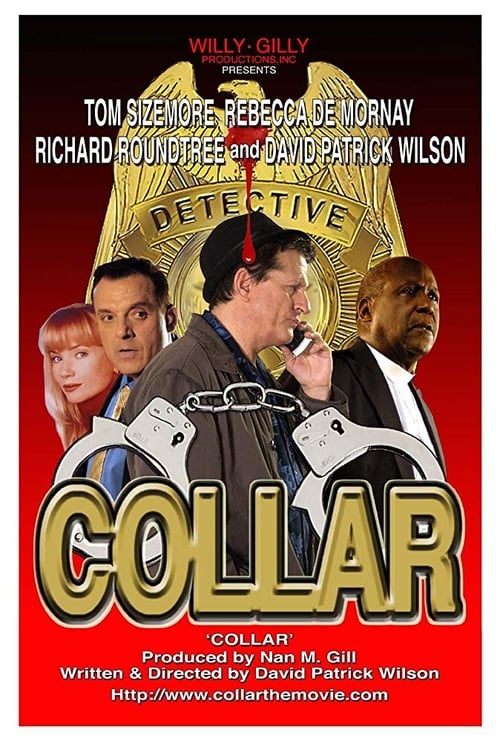 WILLY·GILLY
PRODUCTIONS,INC
PRESENTS
TOM SIZEMORE, REBECCA DE MORNAY
RICHARD ROUNDTREE and DAVID PATRICK WILSON
DETECTIVE
COLLAR
'COLLAR'
Produced by Nan M. Gill
Written & Directed by David Patrick Wilson
Http://www.collarthemovie.com